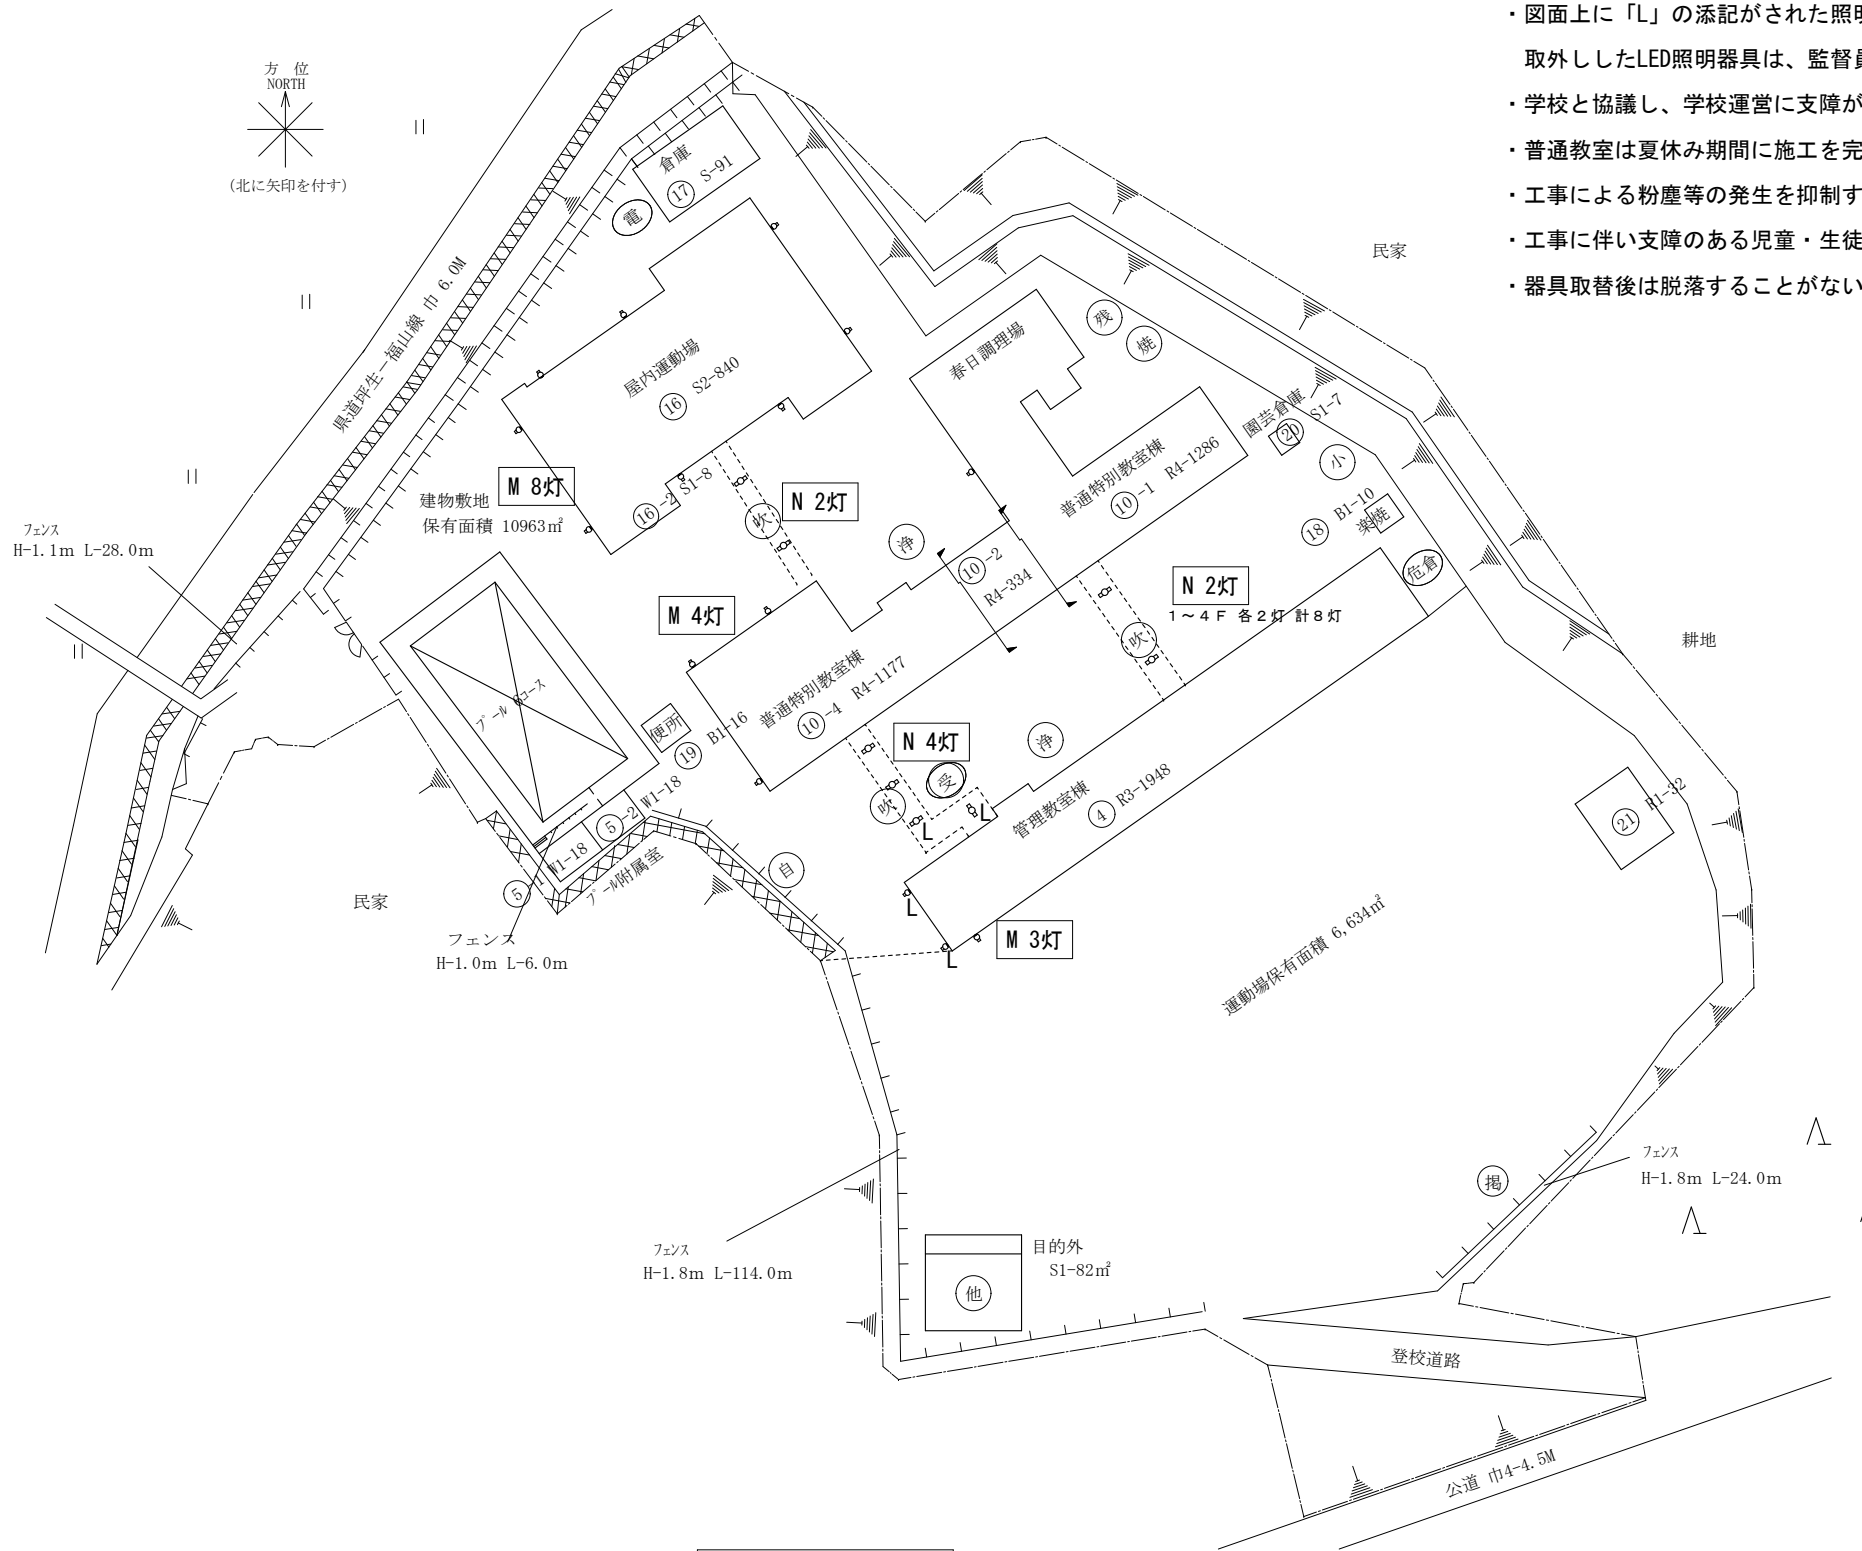 ・図面上に「L」の添記がされた照明
取外ししたLED照明器具は、監督員
・学校と協議し、学校運営に支障が
・普通教室は夏休み期間に施工を完
・工事による粉塵等の発生を抑制す
・工事に伴い支障のある児童・生徒
・器具取替後は脱落することがない
方 位
NORTH
(北に矢印を付す)
倉庫
17 S-91
電
県道坪生-福山線 巾 6.0M
民家
屋内運動場
16 S2-840
春日調理場
残
焼
園芸倉庫
20 S1-7
小
普通特別教室棟
10-1 R4-1286
18 B1-10
楽焼
危倉
M 8灯
16-2 S1-8
N 2灯
吹
浄
建物敷地
保有面積 10963㎡
フェンス
H-1.1m L-28.0m
10-2
R4-334
N 2灯
1~4F 各2灯 計8灯
吹
M 4灯
耕地
プール 6コース
便所
19 B1-16
普通特別教室棟
10-4 R4-1177
N 4灯
浄
受
吹
L
L
管理教室棟
4 R3-1948
21 R1-32
5-2 W1-18
5-1 W1-18
プール附属室
自
民家
L
M 3灯
L
フェンス
H-1.0m L-6.0m
運動場保有面積 6,634㎡
フェンス
H-1.8m L-24.0m
掲
フェンス
H-1.8m L-114.0m
目的外
S1-82㎡
他
登校道路
公道 巾4-4.5M